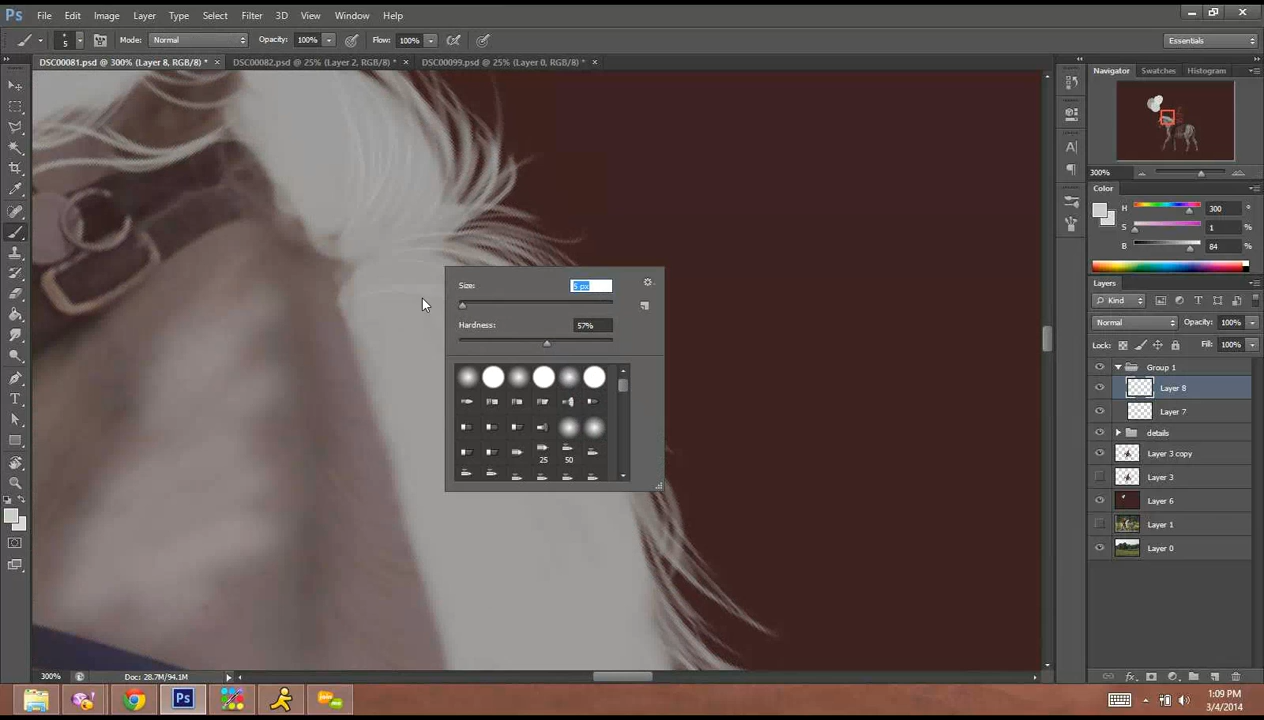 Ps File Edit Image Layer Type Select Filter 3D View Window Help
5 Mode: Normal Opacity: 100% Flow: 100% Essentials
DSC00081.psd @ 300% (Layer 8, RGB/8) * × DSC00082.psd @ 25% (Layer 2, RGB/8) * × DSC00099.psd @ 25% (Layer 0, RGB/8) * ×
Navigator Swatches Histogram
300%
Color
H 300 °
S 1 %
B 84 %
Layers
Kind
Normal Opacity: 100%
Lock: Fill: 100%
Group 1
Layer 8
Layer 7
details
Layer 3 copy
Layer 3
Layer 6
Layer 1
Layer 0
Size: 5 px
Hardness: 57%
25 50
300% Doc: 28.7M/94.1M
Ps
1:09 PM
3/4/2014